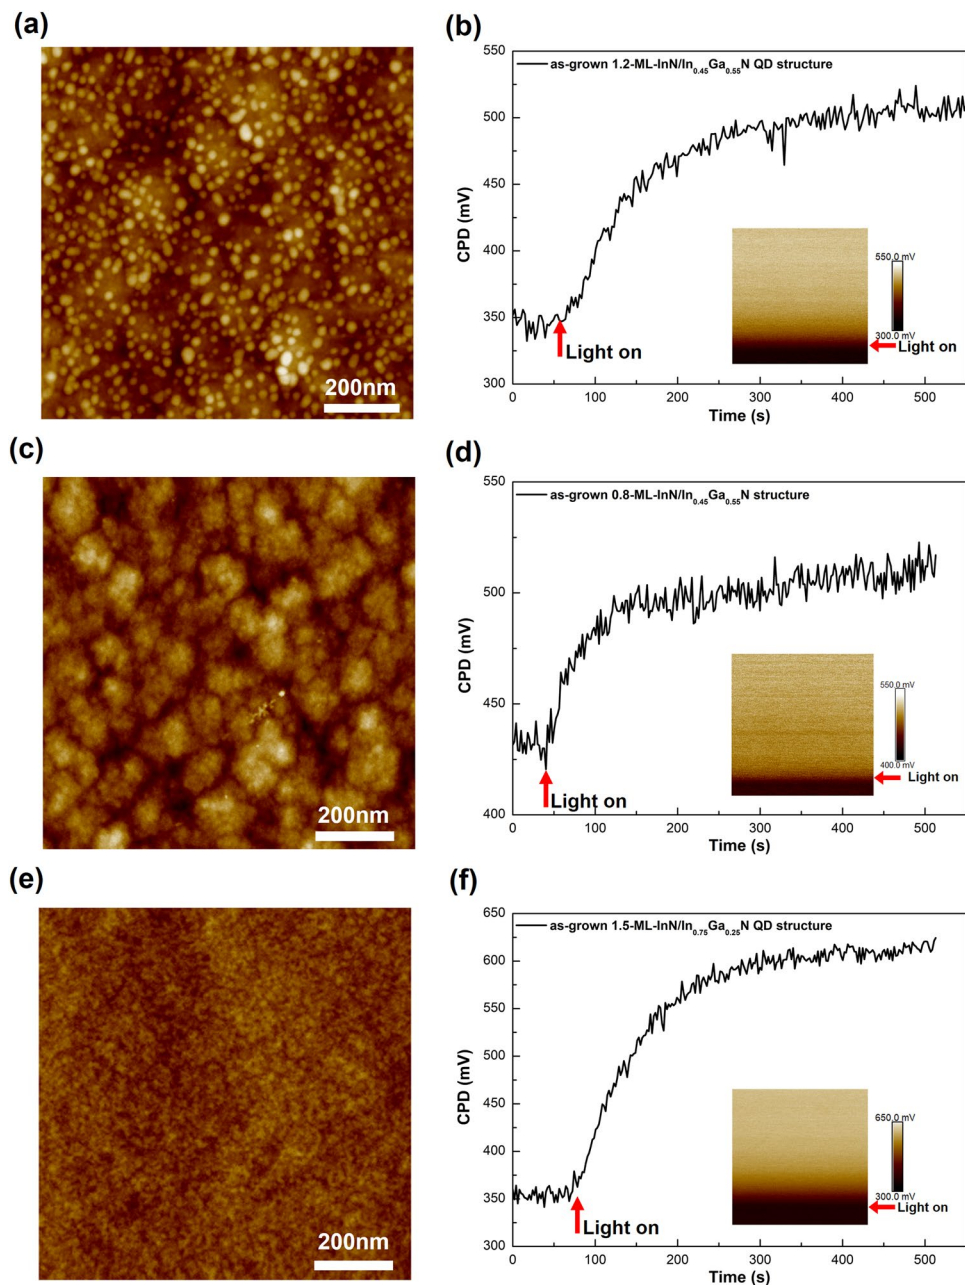 (a)
200nm
(b)
550
500
450
400
350
300
CPD (mV)
as-grown 1.2-ML-InN/In0.45Ga0.55N QD structure
Light on
550.0 mV
300.0 mV
Light on
0 100 200 300 400 500
Time (s)
(c)
200nm
(d)
550
500
450
400
CPD (mV)
as-grown 0.8-ML-InN/In0.45Ga0.55N structure
Light on
550.0 mV
400.0 mV
Light on
0 100 200 300 400 500
Time (s)
(e)
200nm
(f)
650
600
550
500
450
400
350
300
CPD (mV)
as-grown 1.5-ML-InN/In0.75Ga0.25N QD structure
Light on
650.0 mV
300.0 mV
Light on
0 100 200 300 400 500
Time (s)